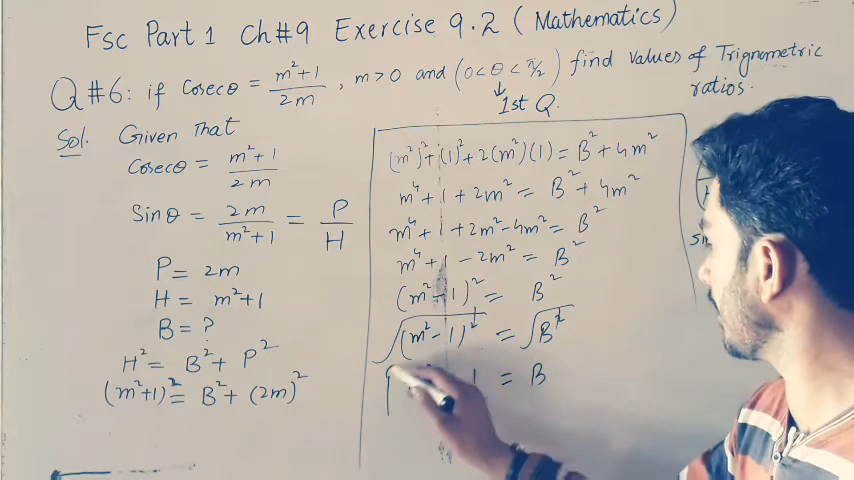 Fsc Part 1 Ch#9 Exercise 9.2 (Mathematics)
Q#6: if Cosecθ = (m²+1)/(2m) , m>0 and (0<θ<π/2) find values of Trignometric
ratios.
↓
1st Q.
Sol. Given that
Cosecθ = (m²+1)/(2m)
Sinθ = (2m)/(m²+1) = P/H
P = 2m
H = m²+1
B = ?
H² = B² + P²
(m²+1)² = B² + (2m)²
(m²)² + (1)² + 2(m²)(1) = B² + 4m²
m⁴ + 1 + 2m² = B² + 4m²
m⁴ + 1 + 2m² - 4m² = B²
m⁴ + 1 - 2m² = B²
(m² - 1)² = B²
√(m² - 1)² = √B²
1 = B